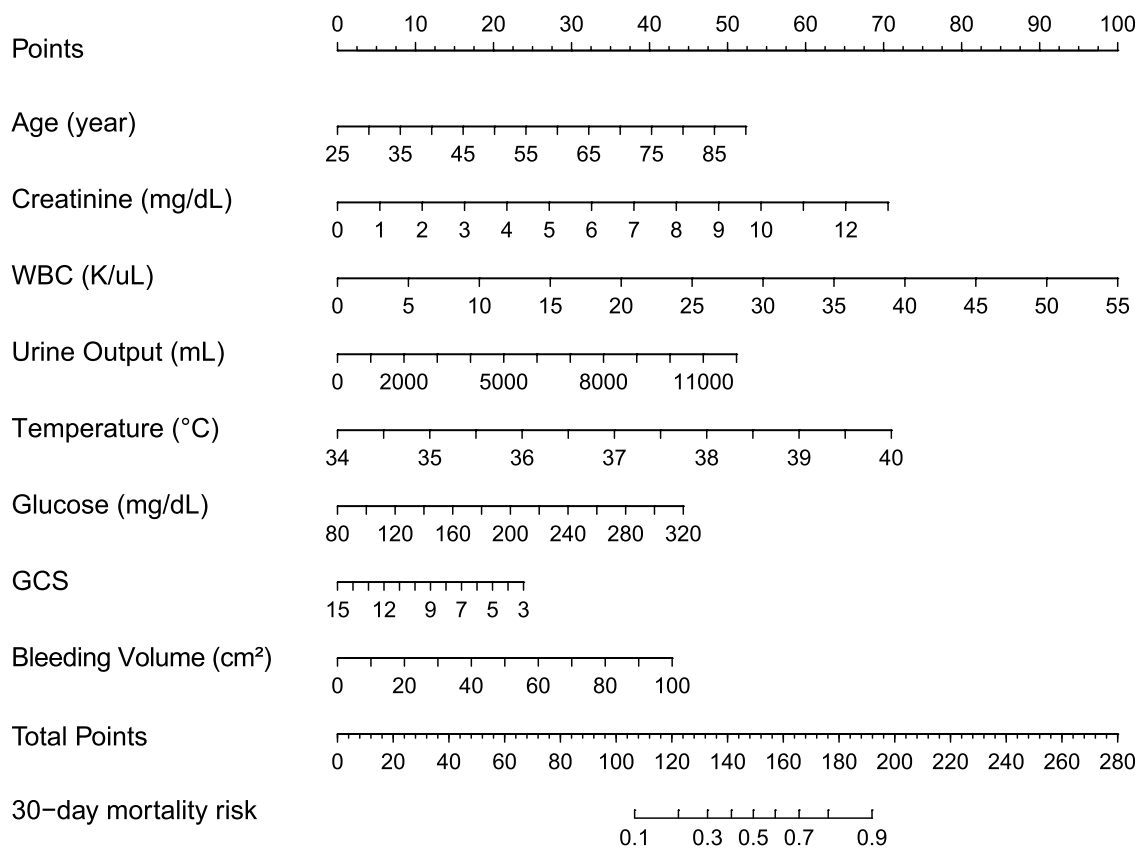 0 10 20 30 40 50 60 70 80 90 100
Points
Age (year)
25 35 45 55 65 75 85
Creatinine (mg/dL)
0 1 2 3 4 5 6 7 8 9 10 12
WBC (K/uL)
0 5 10 15 20 25 30 35 40 45 50 55
Urine Output (mL)
0 2000 5000 8000 11000
Temperature (°C)
34 35 36 37 38 39 40
Glucose (mg/dL)
80 120 160 200 240 280 320
GCS
15 12 9 7 5 3
Bleeding Volume (cm²)
0 20 40 60 80 100
Total Points
0 20 40 60 80 100 120 140 160 180 200 220 240 260 280
30−day mortality risk
0.1 0.3 0.5 0.7 0.9